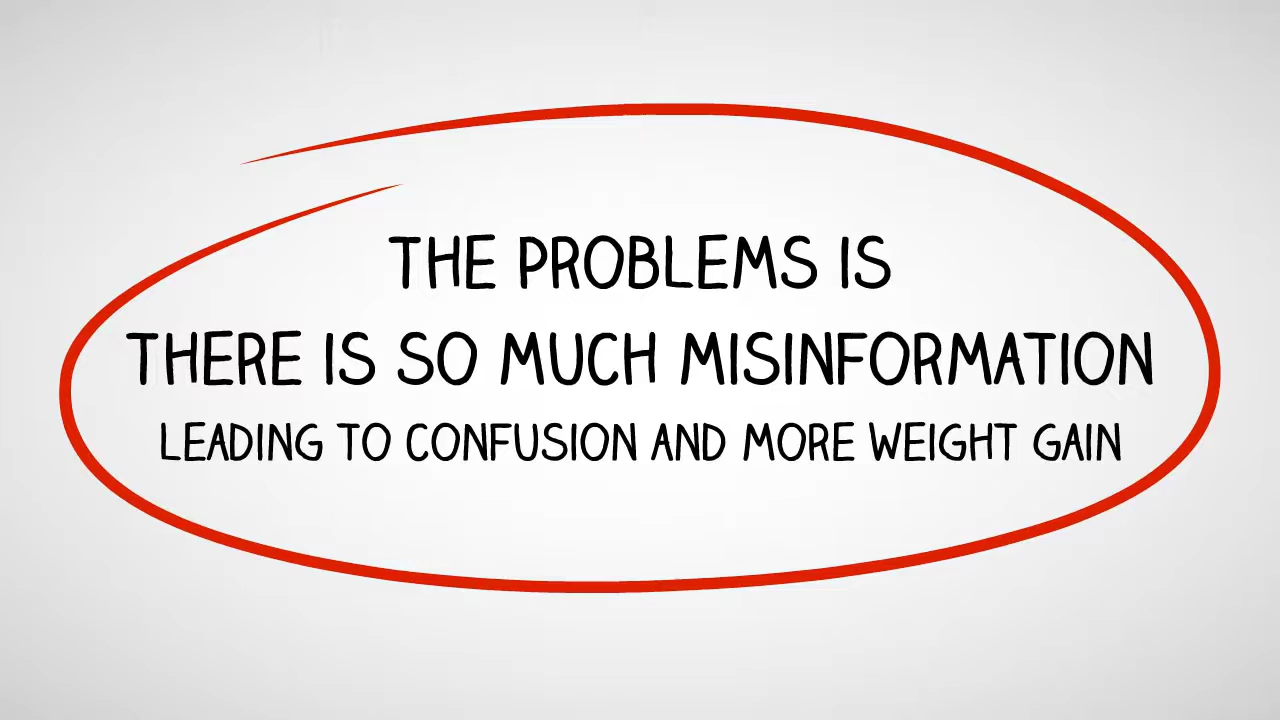 THE PROBLEMS IS
THERE IS SO MUCH MISINFORMATION
LEADING TO CONFUSION AND MORE WEIGHT GAIN